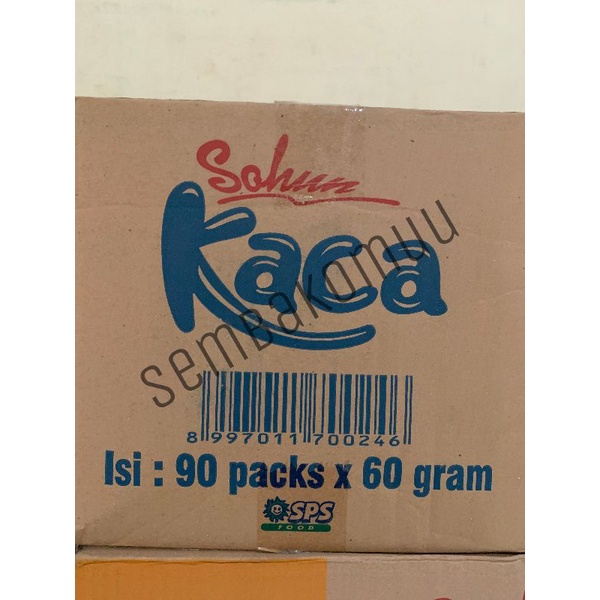 Sohun
Kaca
sembakomuu
8 997011 700246
Isi : 90 packs x 60 gram
SPS
FOOD